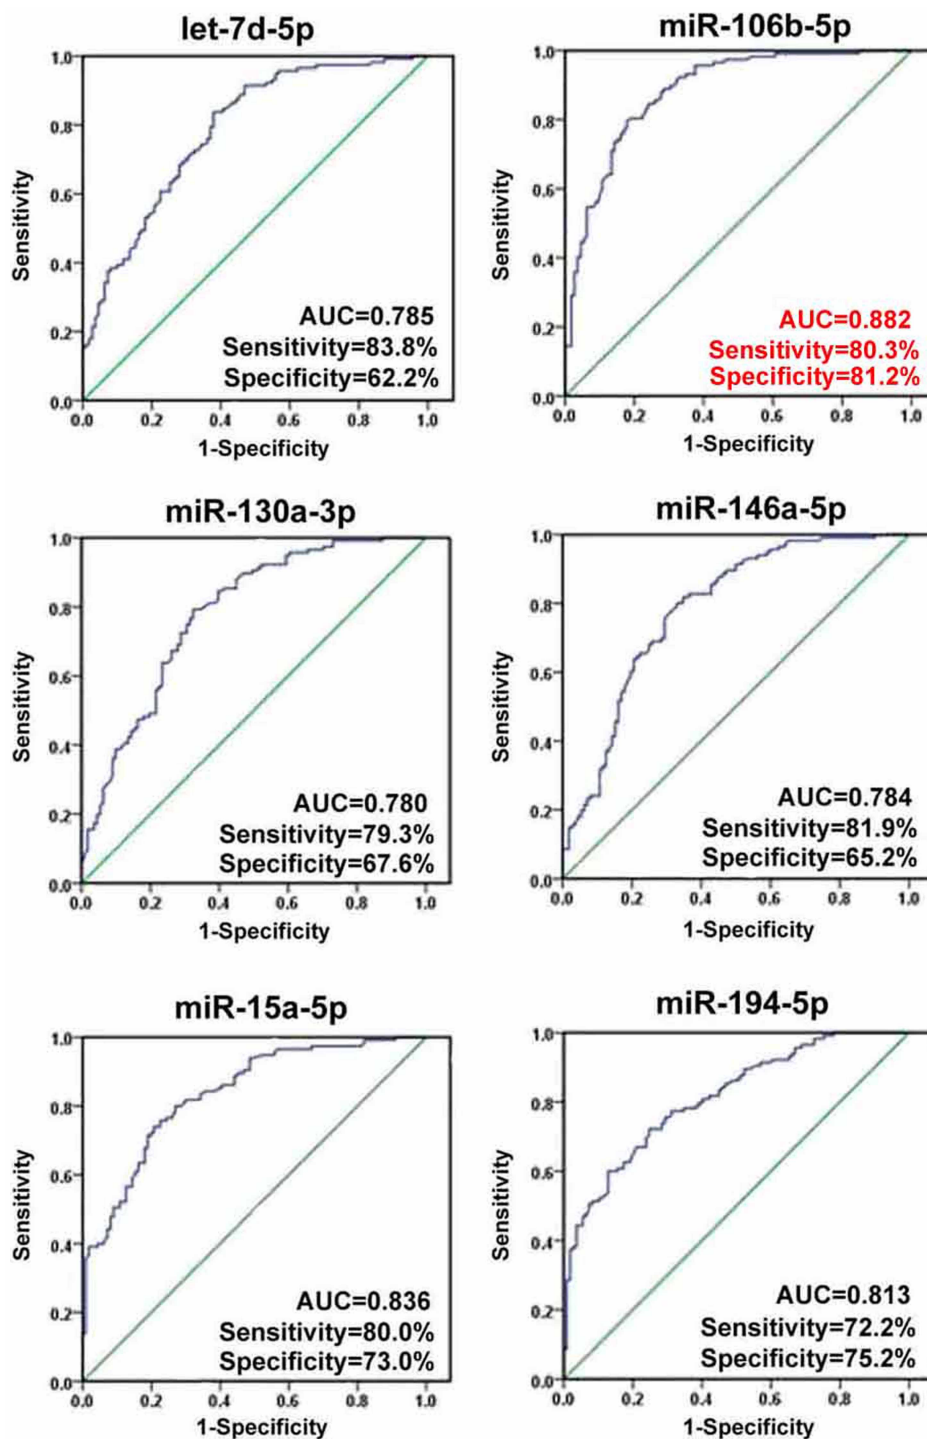 let-7d-5p
1.0
0.8
0.6
0.4
0.2
0.0
Sensitivity
AUC=0.785
Sensitivity=83.8%
Specificity=62.2%
0.0 0.2 0.4 0.6 0.8 1.0
1-Specificity
miR-106b-5p
1.0
0.8
0.6
0.4
0.2
0.0
Sensitivity
AUC=0.882
Sensitivity=80.3%
Specificity=81.2%
0.0 0.2 0.4 0.6 0.8 1.0
1-Specificity
miR-130a-3p
1.0
0.8
0.6
0.4
0.2
0.0
Sensitivity
AUC=0.780
Sensitivity=79.3%
Specificity=67.6%
0.0 0.2 0.4 0.6 0.8 1.0
1-Specificity
miR-146a-5p
1.0
0.8
0.6
0.4
0.2
0.0
Sensitivity
AUC=0.784
Sensitivity=81.9%
Specificity=65.2%
0.0 0.2 0.4 0.6 0.8 1.0
1-Specificity
miR-15a-5p
1.0
0.8
0.6
0.4
0.2
0.0
Sensitivity
AUC=0.836
Sensitivity=80.0%
Specificity=73.0%
0.0 0.2 0.4 0.6 0.8 1.0
1-Specificity
miR-194-5p
1.0
0.8
0.6
0.4
0.2
0.0
Sensitivity
AUC=0.813
Sensitivity=72.2%
Specificity=75.2%
0.0 0.2 0.4 0.6 0.8 1.0
1-Specificity